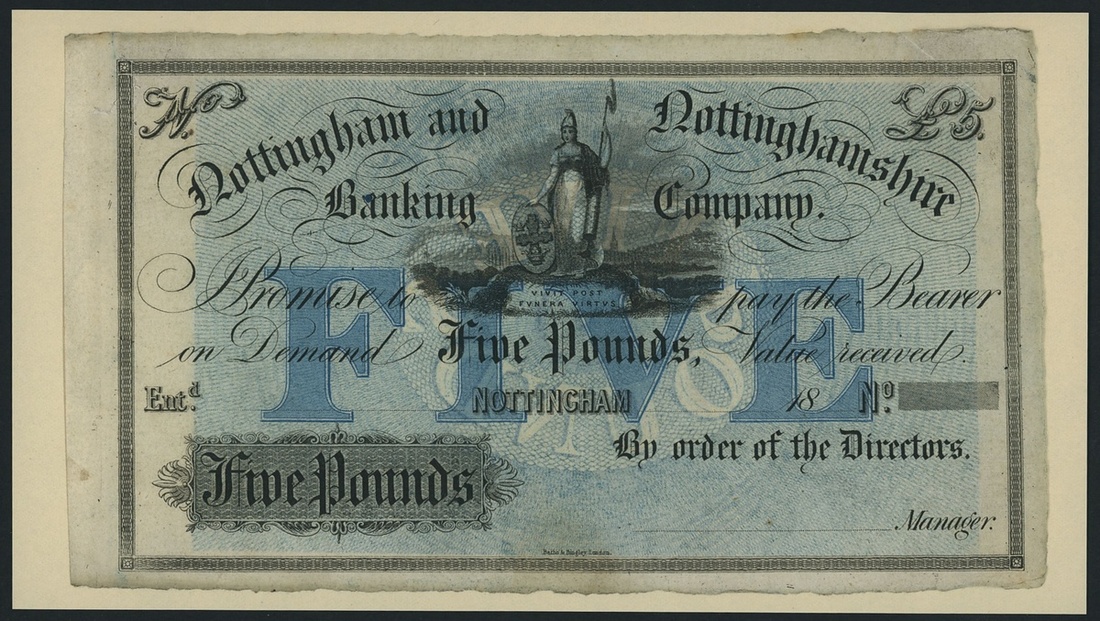 No. £5.
Nottingham and Nottinghamshire
Banking Company.
VIVIT POST
FVNERA VIRTVS
FIVE
Promise to pay the Bearer
on Demand Five Pounds, Value received.
Ent.d NOTTINGHAM 18 No
By order of the Directors.
Five Pounds
Manager.